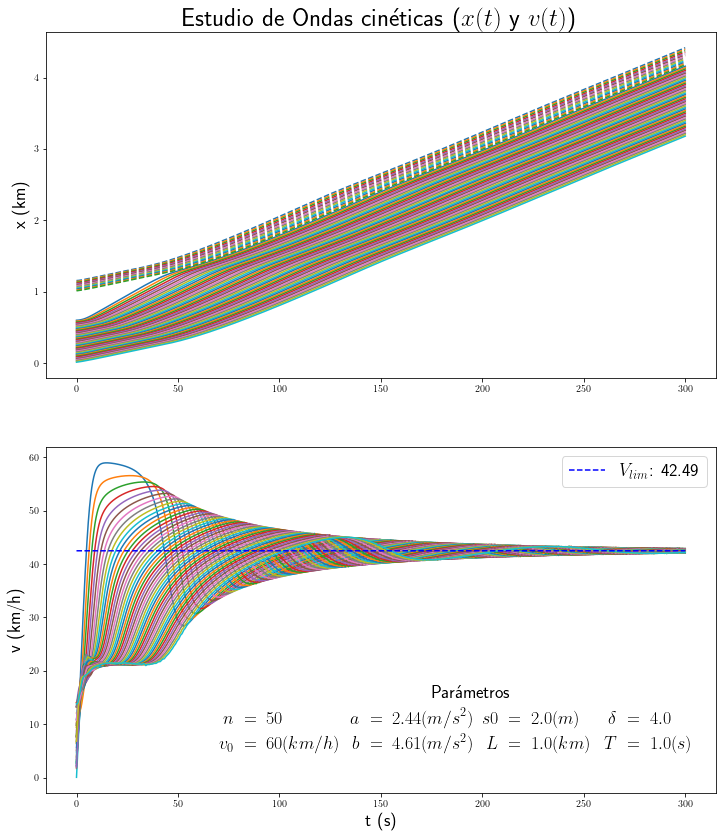 Estudio de Ondas cinéticas (x(t) y v(t))
4
3
2
1
0
x (km)
0 50 100 150 200 250 300
60
50
40
30
20
10
0
v (km/h)
V_lim: 42.49
Parámetros
n = 50 a = 2.44(m/s²) s0 = 2.0(m) δ = 4.0
v₀ = 60(km/h) b = 4.61(m/s²) L = 1.0(km) T = 1.0(s)
0 50 100 150 200 250 300
t (s)